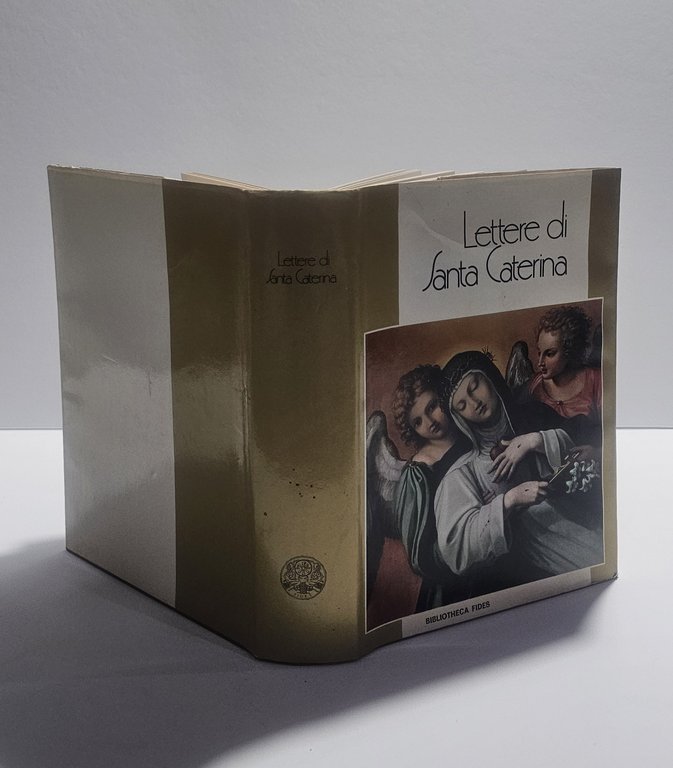 Lettere di
Santa Caterina
Lettere di
Santa Caterina
BIBLIOTHECA FIDES